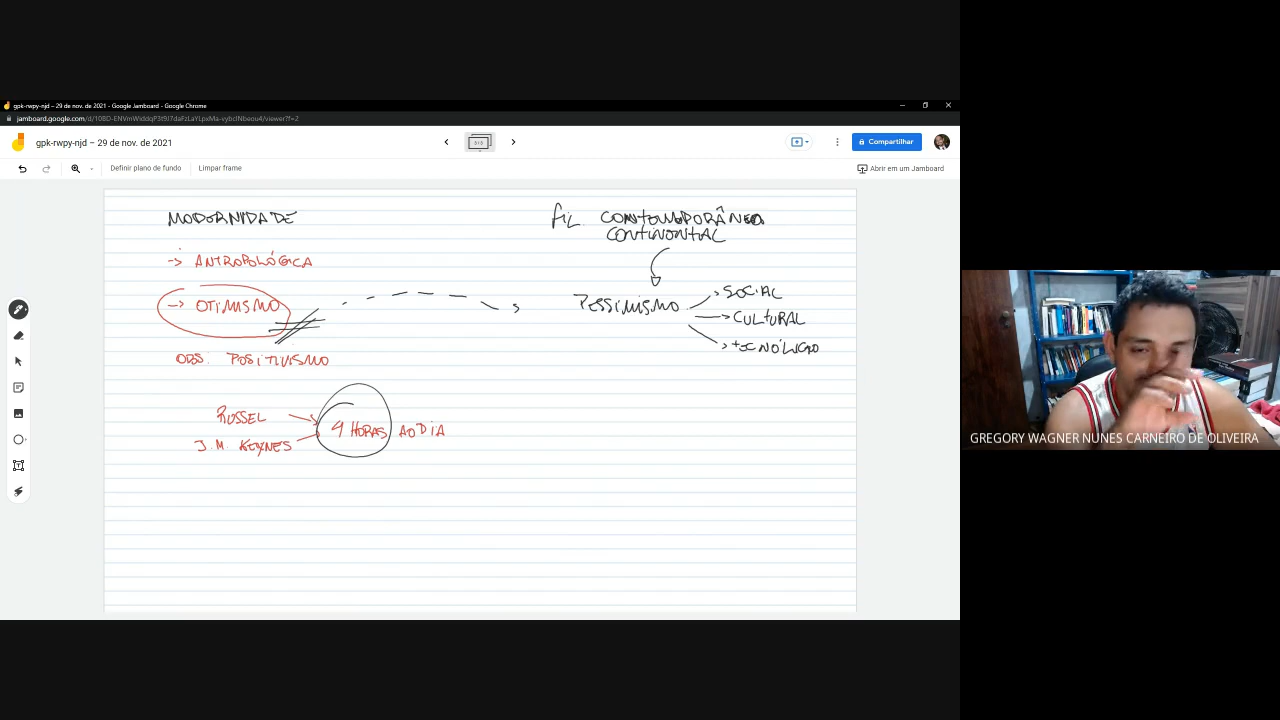 gpk-rwpy-njd – 29 de nov. de 2021 - Google Jamboard - Google Chrome
gpk-rwpy-njd – 29 de nov. de 2021
Compartilhar
Definir plano de fundo
Limpar frame
Abrir em um Jamboard
MODERNIDADE
-> ANTROPOLÓGICA
-> OTIMISMO
OBS: POSITIVISMO
RUSSEL
J.M. KEYNES
4 HORAS AO DIA
FIL. CONTEMPORÂNEA
CONTINENTAL
PESSIMISMO
SOCIAL
CULTURAL
GREGORY WAGNER NUNES CARNEIRO DE OLIVEIRA